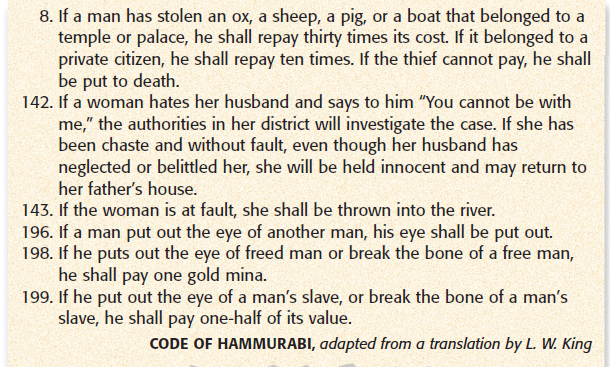 8. If a man has stolen an ox, a sheep, a pig, or a boat that belonged to a
temple or palace, he shall repay thirty times its cost. If it belonged to a
private citizen, he shall repay ten times. If the thief cannot pay, he shall
be put to death.
142. If a woman hates her husband and says to him “You cannot be with
me,” the authorities in her district will investigate the case. If she has
been chaste and without fault, even though her husband has
neglected or belittled her, she will be held innocent and may return to
her father’s house.
143. If the woman is at fault, she shall be thrown into the river.
196. If a man put out the eye of another man, his eye shall be put out.
198. If he puts out the eye of freed man or break the bone of a free man,
he shall pay one gold mina.
199. If he put out the eye of a man’s slave, or break the bone of a man’s
slave, he shall pay one-half of its value.
CODE OF HAMMURABI, adapted from a translation by L. W. King